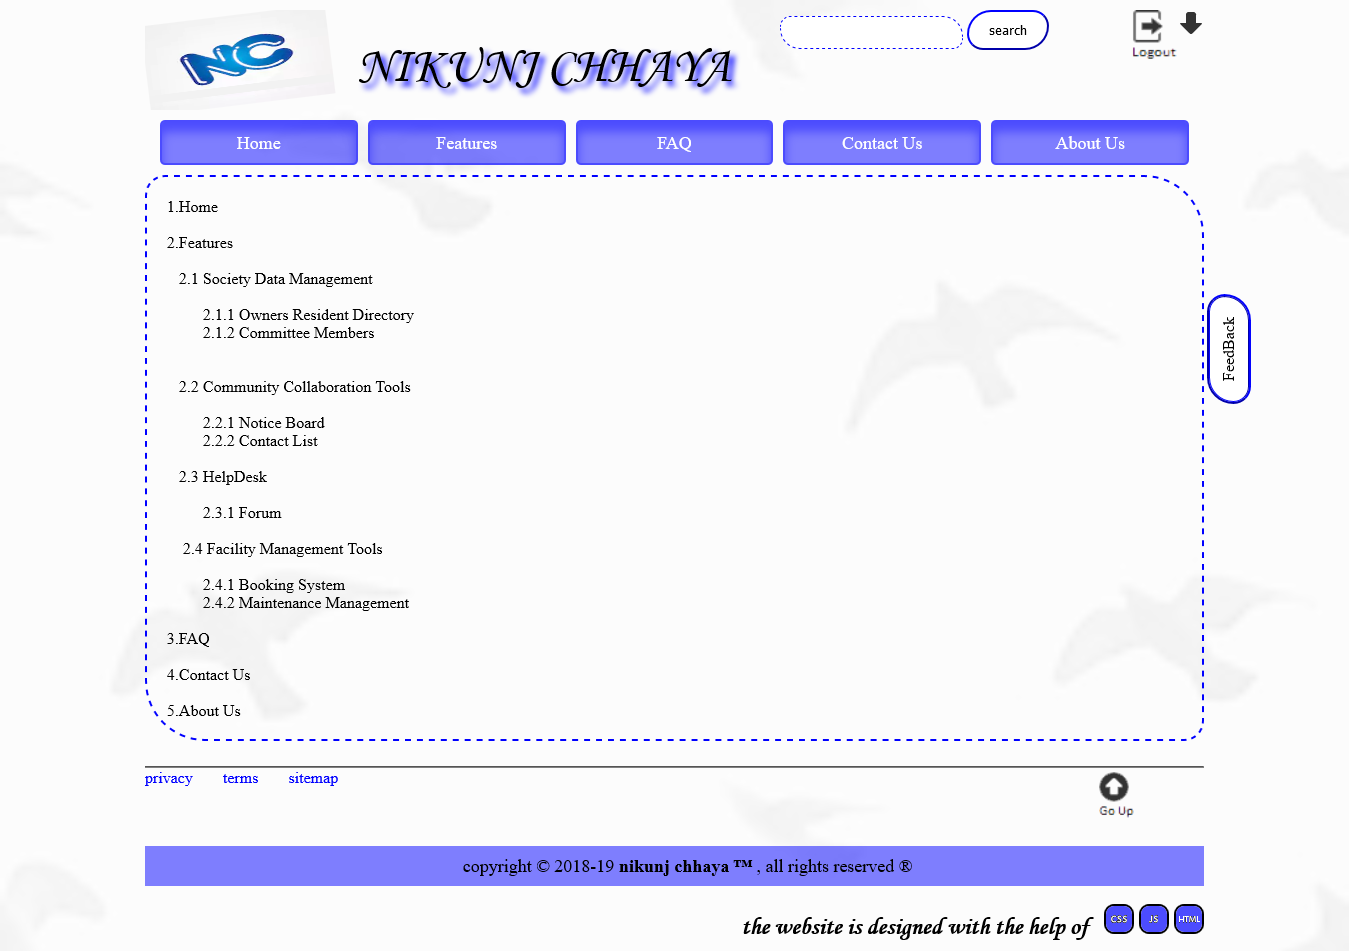 NC
NIKUNJ CHHAYA
search
Logout
Home
Features
FAQ
Contact Us
About Us
1.Home
2.Features
2.1 Society Data Management
2.1.1 Owners Resident Directory
2.1.2 Committee Members
2.2 Community Collaboration Tools
2.2.1 Notice Board
2.2.2 Contact List
2.3 HelpDesk
2.3.1 Forum
2.4 Facility Management Tools
2.4.1 Booking System
2.4.2 Maintenance Management
3.FAQ
4.Contact Us
5.About Us
FeedBack
privacy
terms
sitemap
Go Up
copyright © 2018-19 nikunj chhaya ™ , all rights reserved ®
the website is designed with the help of
CSS
JS
HTML